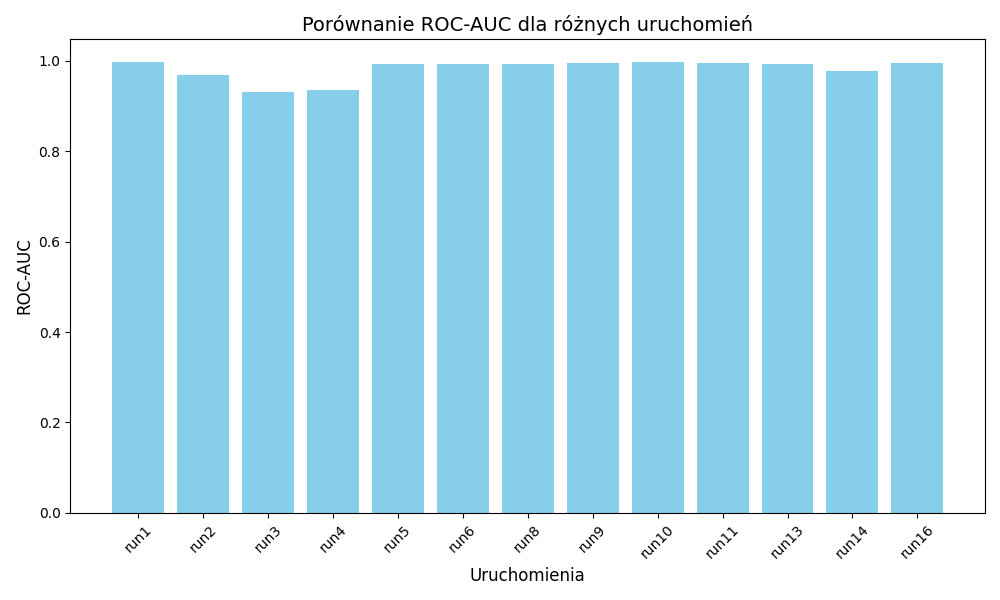 Porównanie ROC-AUC dla różnych uruchomień
ROC-AUC
1.0
0.8
0.6
0.4
0.2
0.0
run1
run2
run3
run4
run5
run6
run8
run9
run10
run11
run13
run14
run16
Uruchomienia